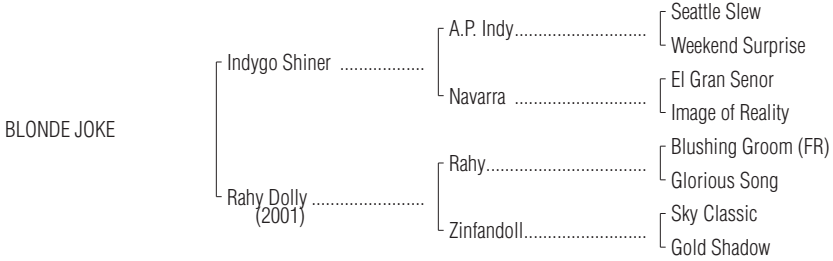 Seattle Slew
A.P. Indy..............................
Weekend Surprise
Indygo Shiner ...................
El Gran Senor
Navarra ..............................
Image of Reality
BLONDE JOKE
Blushing Groom (FR)
Rahy....................................
Glorious Song
Rahy Dolly .........................
(2001)
Sky Classic
Zinfandoll............................
Gold Shadow